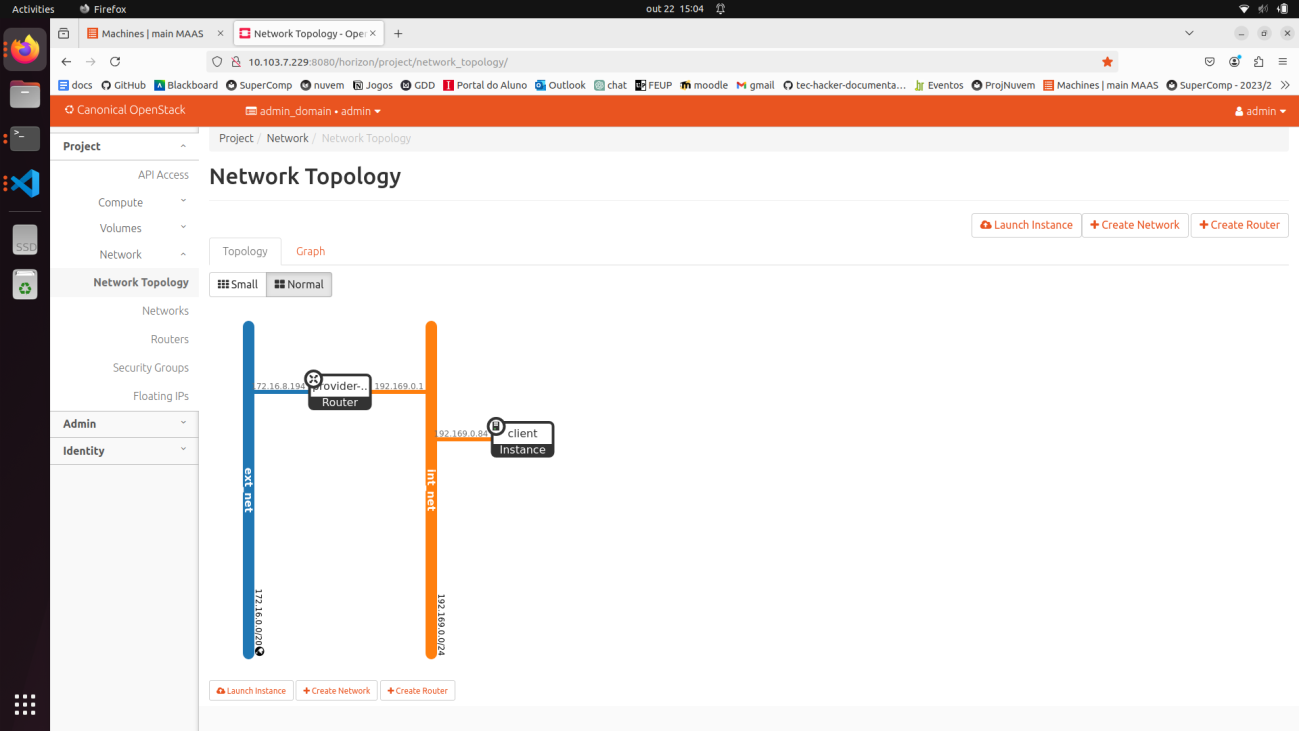 Activities Firefox out 22 15:04
Machines | main MAAS Network Topology - Ope
10.103.7.229:8080/horizon/project/network_topology/
docs GitHub Blackboard SuperComp nuvem Jogos GDD Portal do Aluno Outlook chat FEUP moodle gmail tec-hacker-documenta… Eventos ProjNuvem Machines | main MAAS SuperComp - 2023/2
Canonical OpenStack admin_domain • admin admin
Project
API Access
Compute
Volumes
Network
Network Topology
Networks
Routers
Security Groups
Floating IPs
Admin
Identity
Project / Network / Network Topology
Network Topology
Launch Instance Create Network Create Router
Topology Graph
Small Normal
172.16.8.194 provider-.. 192.169.0.1
Router
192.169.0.84 client
Instance
ext_net
int_net
172.16.0.0/20
192.169.0.0/24
Launch Instance Create Network Create Router
SSD